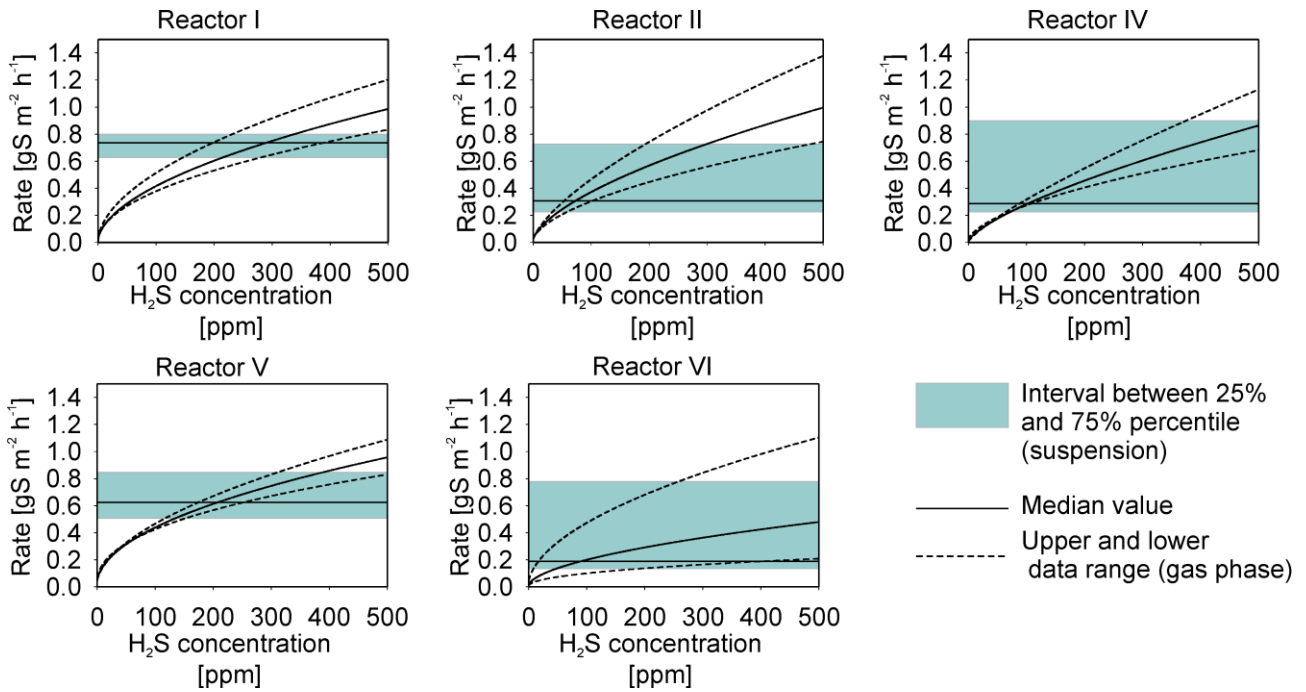 Reactor I
Rate [gS m⁻² h⁻¹]
1.4
1.2
1.0
0.8
0.6
0.4
0.2
0.0
0 100 200 300 400 500
H₂S concentration
[ppm]
Reactor II
Rate [gS m⁻² h⁻¹]
1.4
1.2
1.0
0.8
0.6
0.4
0.2
0.0
0 100 200 300 400 500
H₂S concentration
[ppm]
Reactor IV
Rate [gS m⁻² h⁻¹]
1.4
1.2
1.0
0.8
0.6
0.4
0.2
0.0
0 100 200 300 400 500
H₂S concentration
[ppm]
Reactor V
Rate [gS m⁻² h⁻¹]
1.4
1.2
1.0
0.8
0.6
0.4
0.2
0.0
0 100 200 300 400 500
H₂S concentration
[ppm]
Reactor VI
Rate [gS m⁻² h⁻¹]
1.4
1.2
1.0
0.8
0.6
0.4
0.2
0.0
0 100 200 300 400 500
H₂S concentration
[ppm]
Interval between 25%
and 75% percentile
(suspension)
Median value
Upper and lower
data range (gas phase)